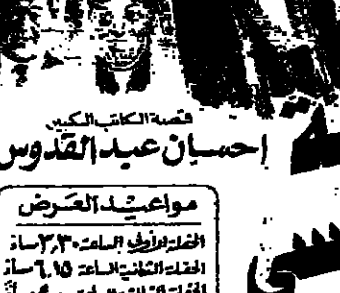 قصة الكاتب الكبير
إحسان عبد القدوس
مواعيد العرض
الحفلة الأولى الساعة ٣,٣٠ مساءً
الحفلة الثانية الساعة ٦,١٥ مساءً
الساعة